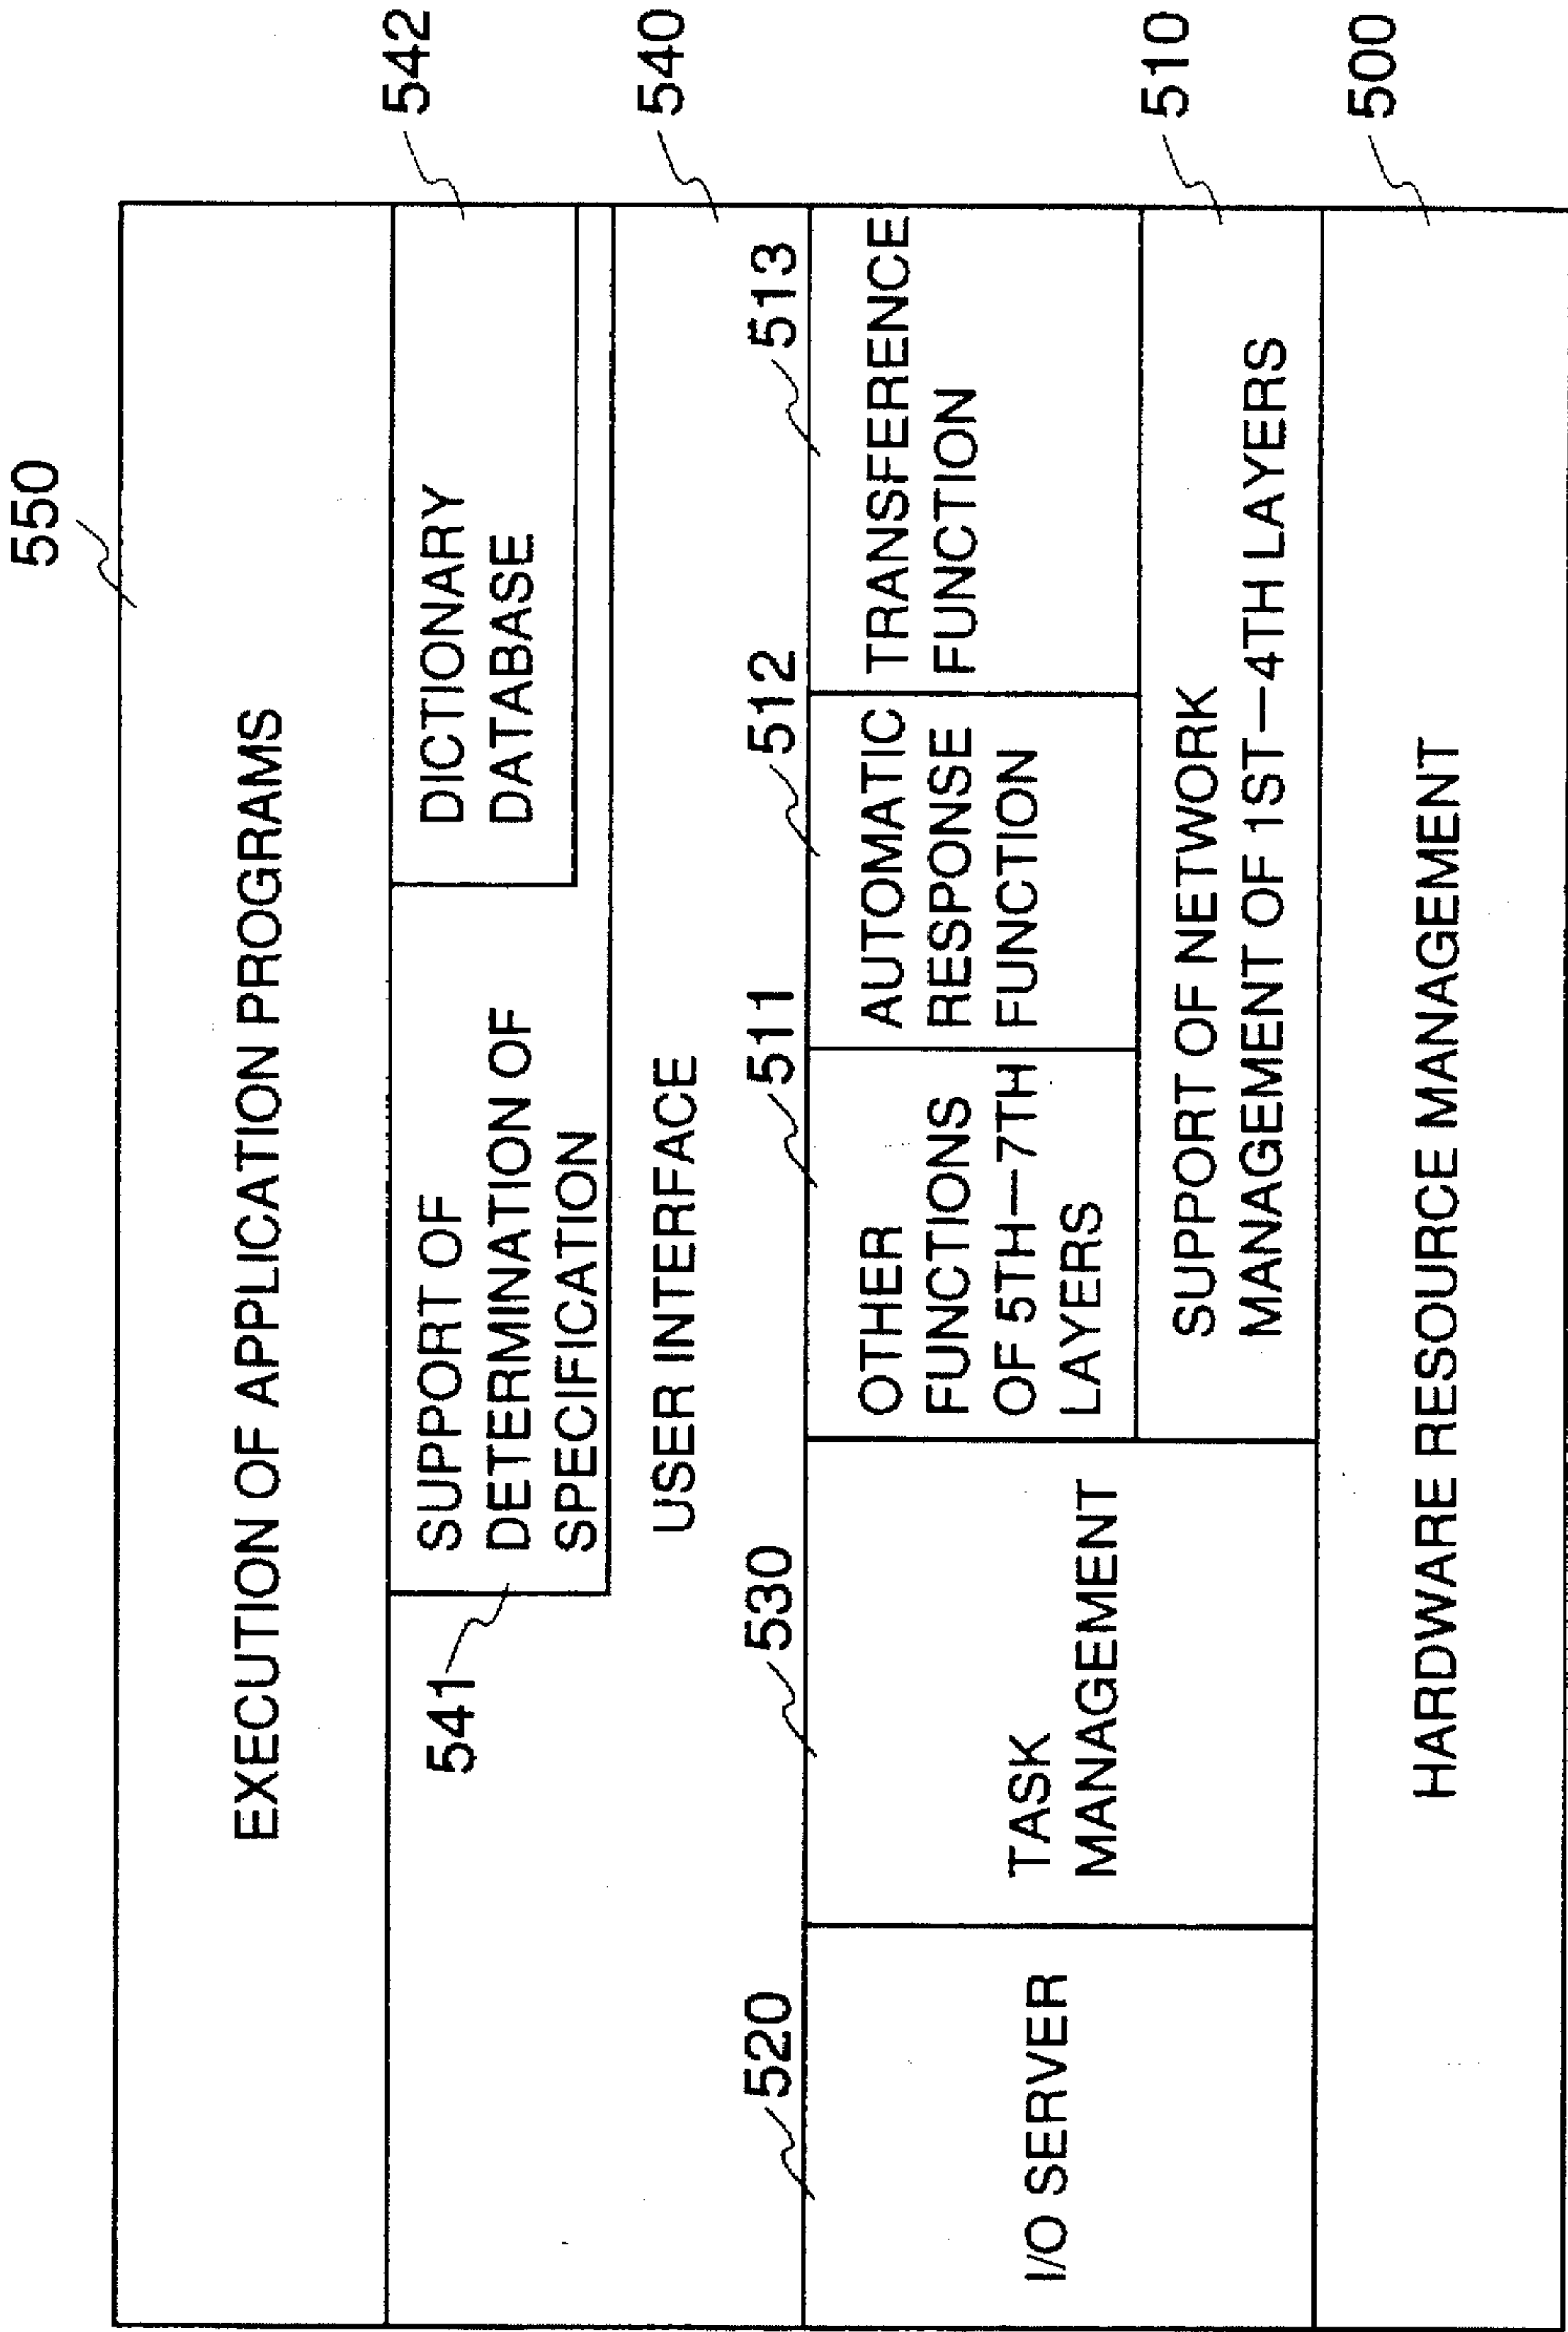 550
EXECUTION OF APPLICATION PROGRAMS
541
SUPPORT OF
DETERMINATION OF
SPECIFICATION
DICTIONARY
DATABASE
542
USER INTERFACE
540
520
I/O SERVER
530
TASK
MANAGEMENT
511
OTHER
FUNCTIONS
OF 5TH—7TH
LAYERS
512
AUTOMATIC
RESPONSE
FUNCTION
513
TRANSFERENCE
FUNCTION
SUPPORT OF NETWORK
MANAGEMENT OF 1ST—4TH LAYERS
510
HARDWARE RESOURCE MANAGEMENT
500